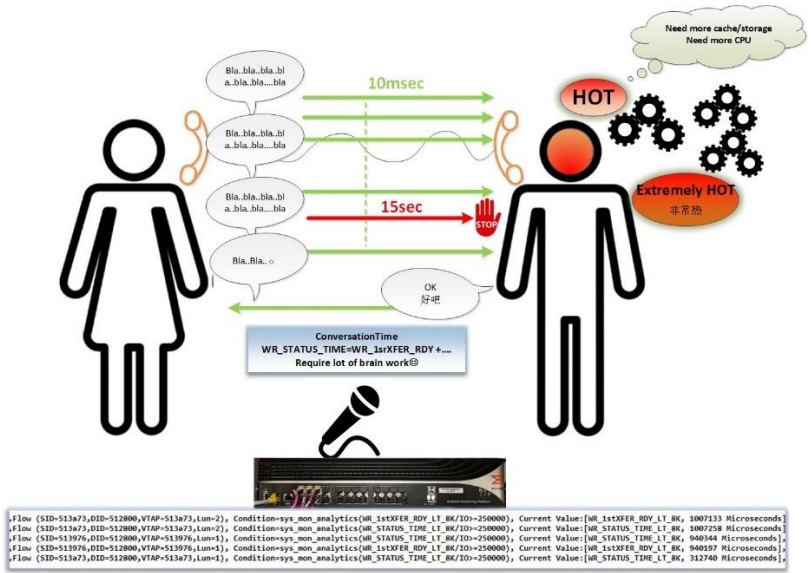 Need more cache/storage
Need more CPU
Bla..bla..bla..bl
a..bla..bla....bla
10msec
HOT
Bla..bla..bla..bl
a..bla..bla....bla
Bla..bla..bla..bl
a..bla..bla....bla
15sec
STOP
Extremely HOT
非常热
Bla..Bla..。
OK
好吧
ConversationTime
WR_STATUS_TIME=WR_1srXFER_RDY +....
Require lot of brain work☺
,Flow (SID=513a73,DID=512800,VTAP=513a73,Lun=2), Condition=sys_mon_analytics(WR_1stXFER_RDY_LT_8K/IO>=250000), Current Value:[WR_1stXFER_RDY_LT_8K, 1007133 Microseconds]
,Flow (SID=513a73,DID=512800,VTAP=513a73,Lun=2), Condition=sys_mon_analytics(WR_STATUS_TIME_LT_8K/IO>=250000), Current Value:[WR_STATUS_TIME_LT_8K, 1007258 Microseconds],
,Flow (SID=513976,DID=512800,VTAP=513976,Lun=1), Condition=sys_mon_analytics(WR_STATUS_TIME_LT_8K/IO>=250000), Current Value:[WR_STATUS_TIME_LT_8K, 940344 Microseconds],
,Flow (SID=513976,DID=512800,VTAP=513976,Lun=1), Condition=sys_mon_analytics(WR_1stXFER_RDY_LT_8K/IO>=250000), Current Value:[WR_1stXFER_RDY_LT_8K, 940197 Microseconds]
,Flow (SID=513a73,DID=512800,VTAP=513a73,Lun=1), Condition=sys_mon_analytics(WR_STATUS_TIME_LT_8K/IO>=250000), Current Value:[WR_STATUS_TIME_LT_8K, 312740 Microseconds],